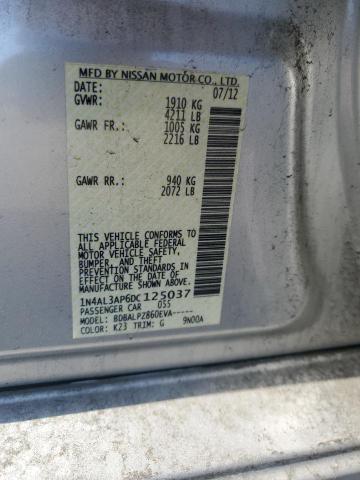 MFD BY NISSAN MOTOR CO., LTD.
DATE: 07/12
GVWR: 1910 KG
4211 LB
GAWR FR.: 1005 KG
2216 LB
GAWR RR.: 940 KG
2072 LB
THIS VEHICLE CONFORMS TO
ALL APPLICABLE FEDERAL
MOTOR VEHICLE SAFETY,
BUMPER, AND THEFT
PREVENTION STANDARDS
IN EFFECT ON THE DATE OF
MANUFACTURE SHOWN ABOVE.
1N4AL3AP6DC125037
PASSENGER CAR 055
MODEL: BDBALPZ860EVA-----
COLOR: K23 TRIM: G 9N00A